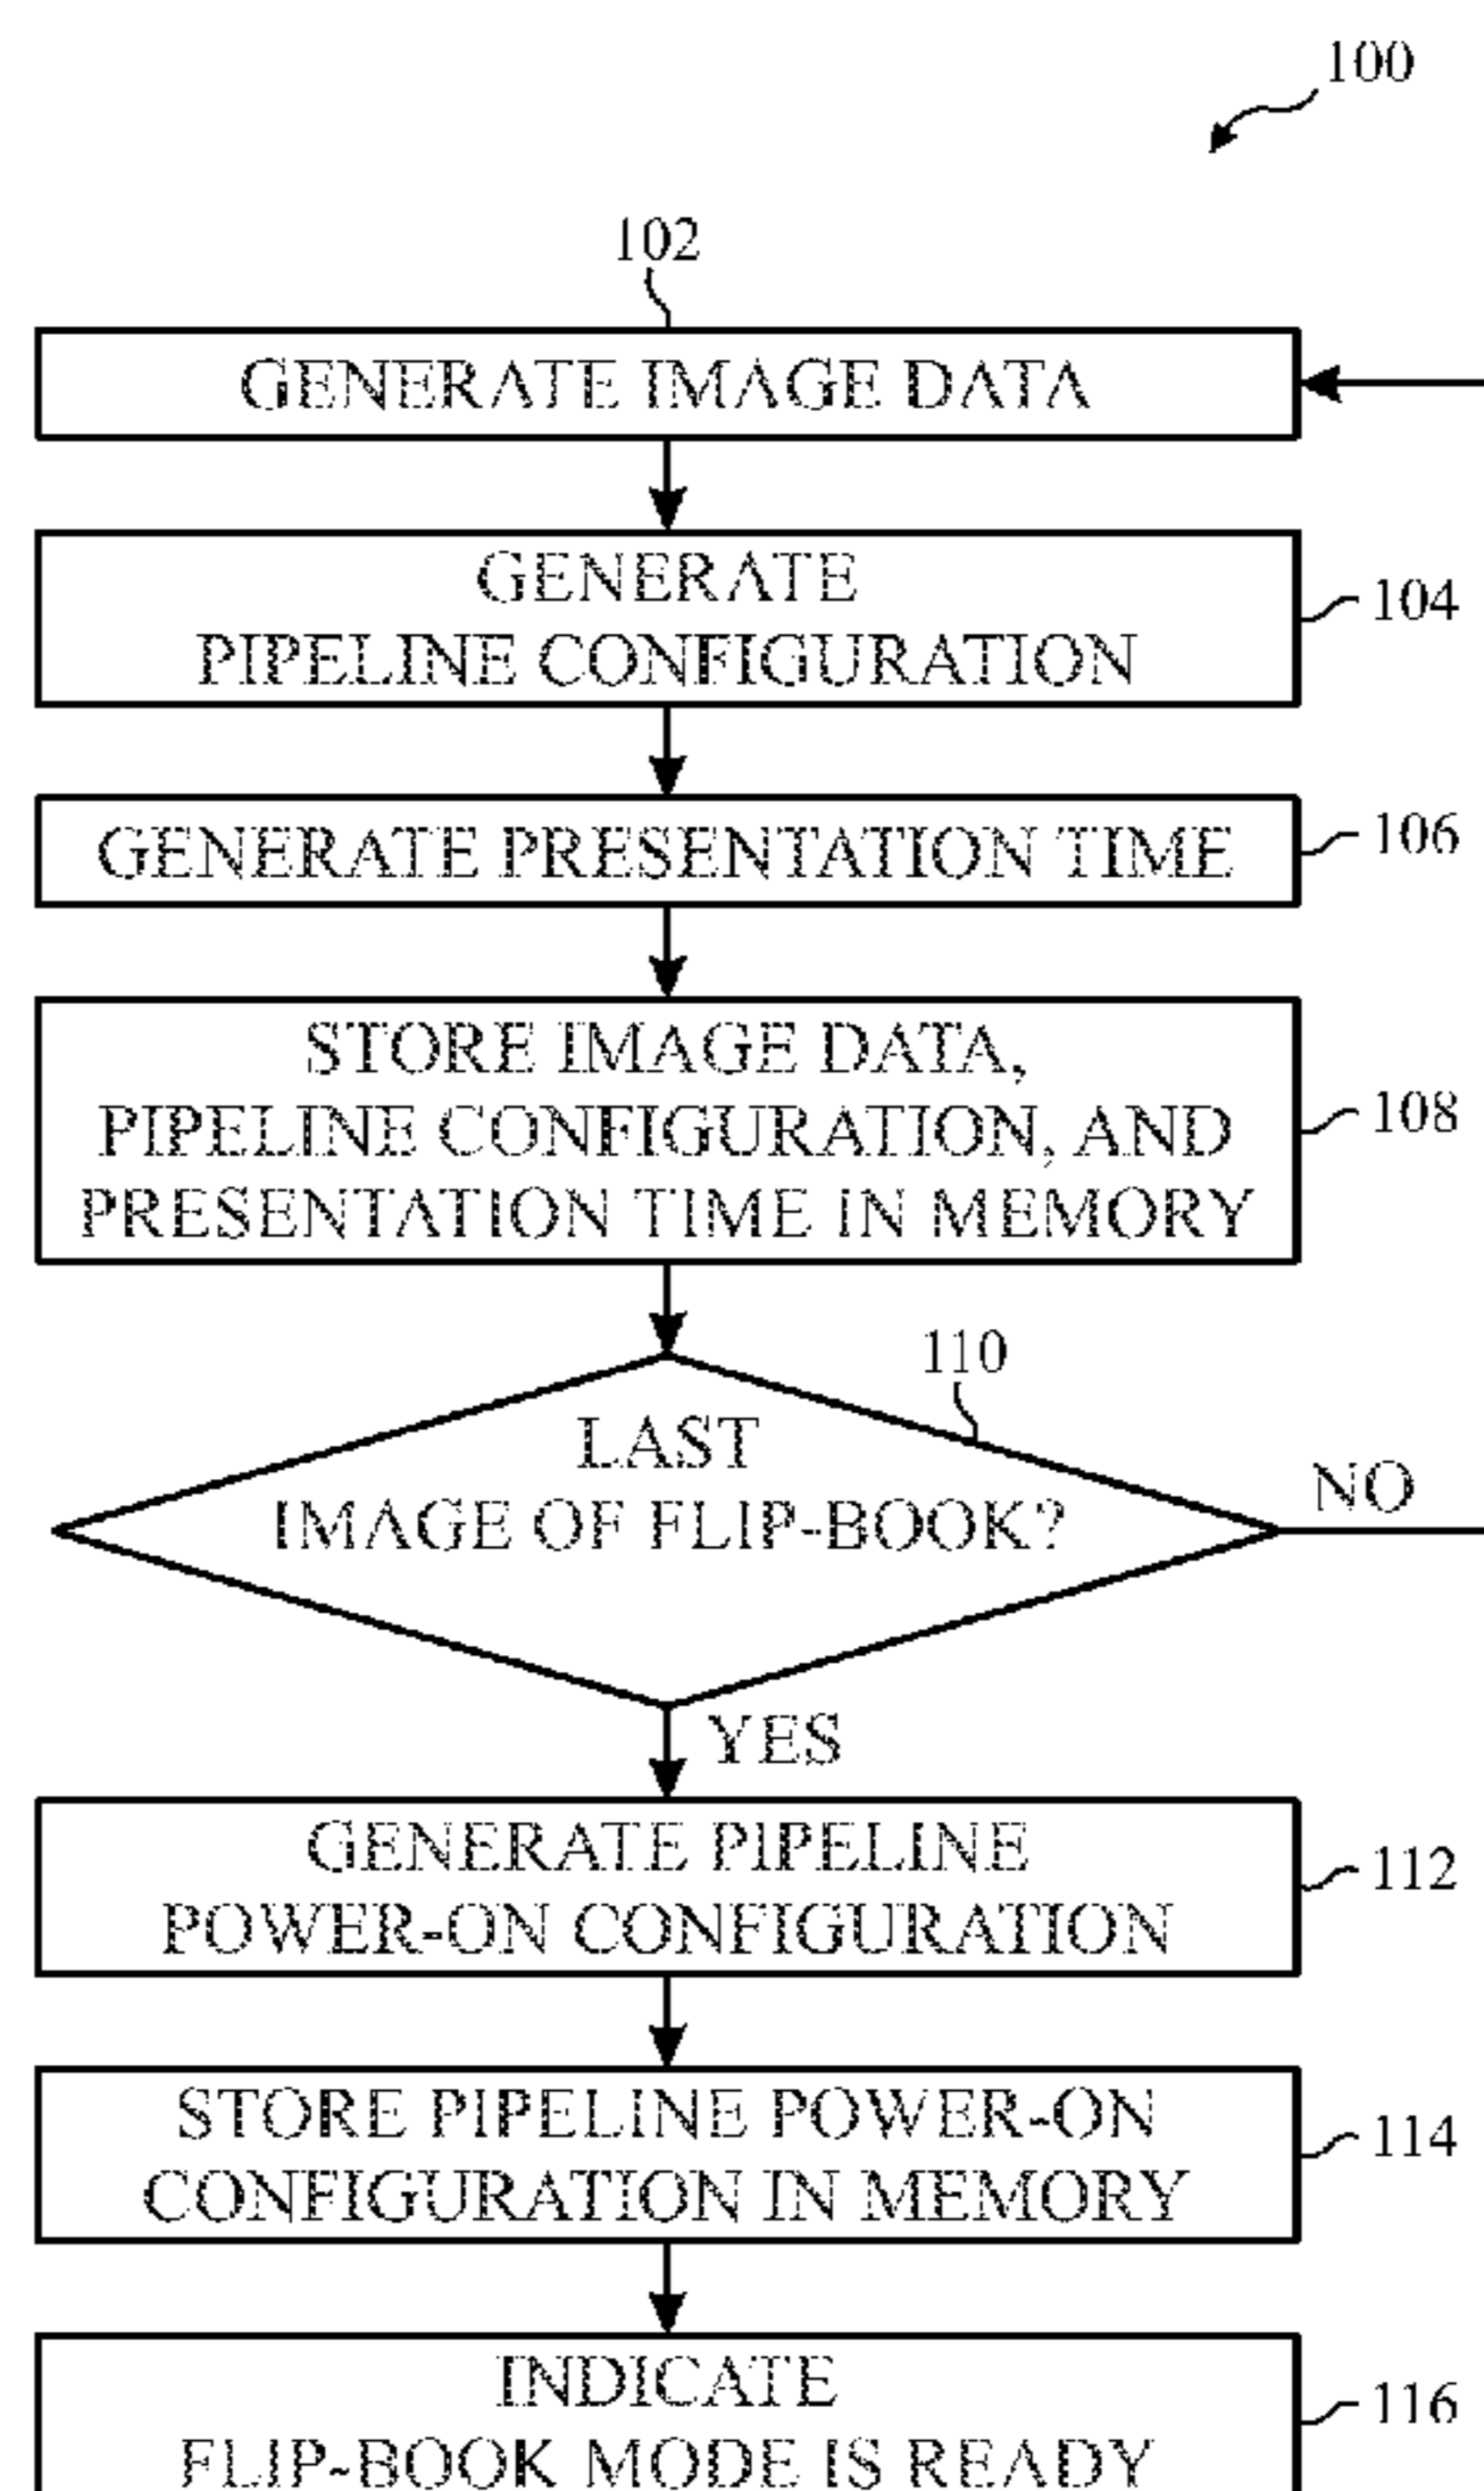 100
102
GENERATE IMAGE DATA
GENERATE
PIPELINE CONFIGURATION
104
GENERATE PRESENTATION TIME
106
STORE IMAGE DATA,
PIPELINE CONFIGURATION, AND
PRESENTATION TIME IN MEMORY
108
110
LAST
IMAGE OF FLIP-BOOK?
NO
YES
GENERATE PIPELINE
POWER-ON CONFIGURATION
112
STORE PIPELINE POWER-ON
CONFIGURATION IN MEMORY
114
INDICATE
FLIP-BOOK MODE IS READY
116